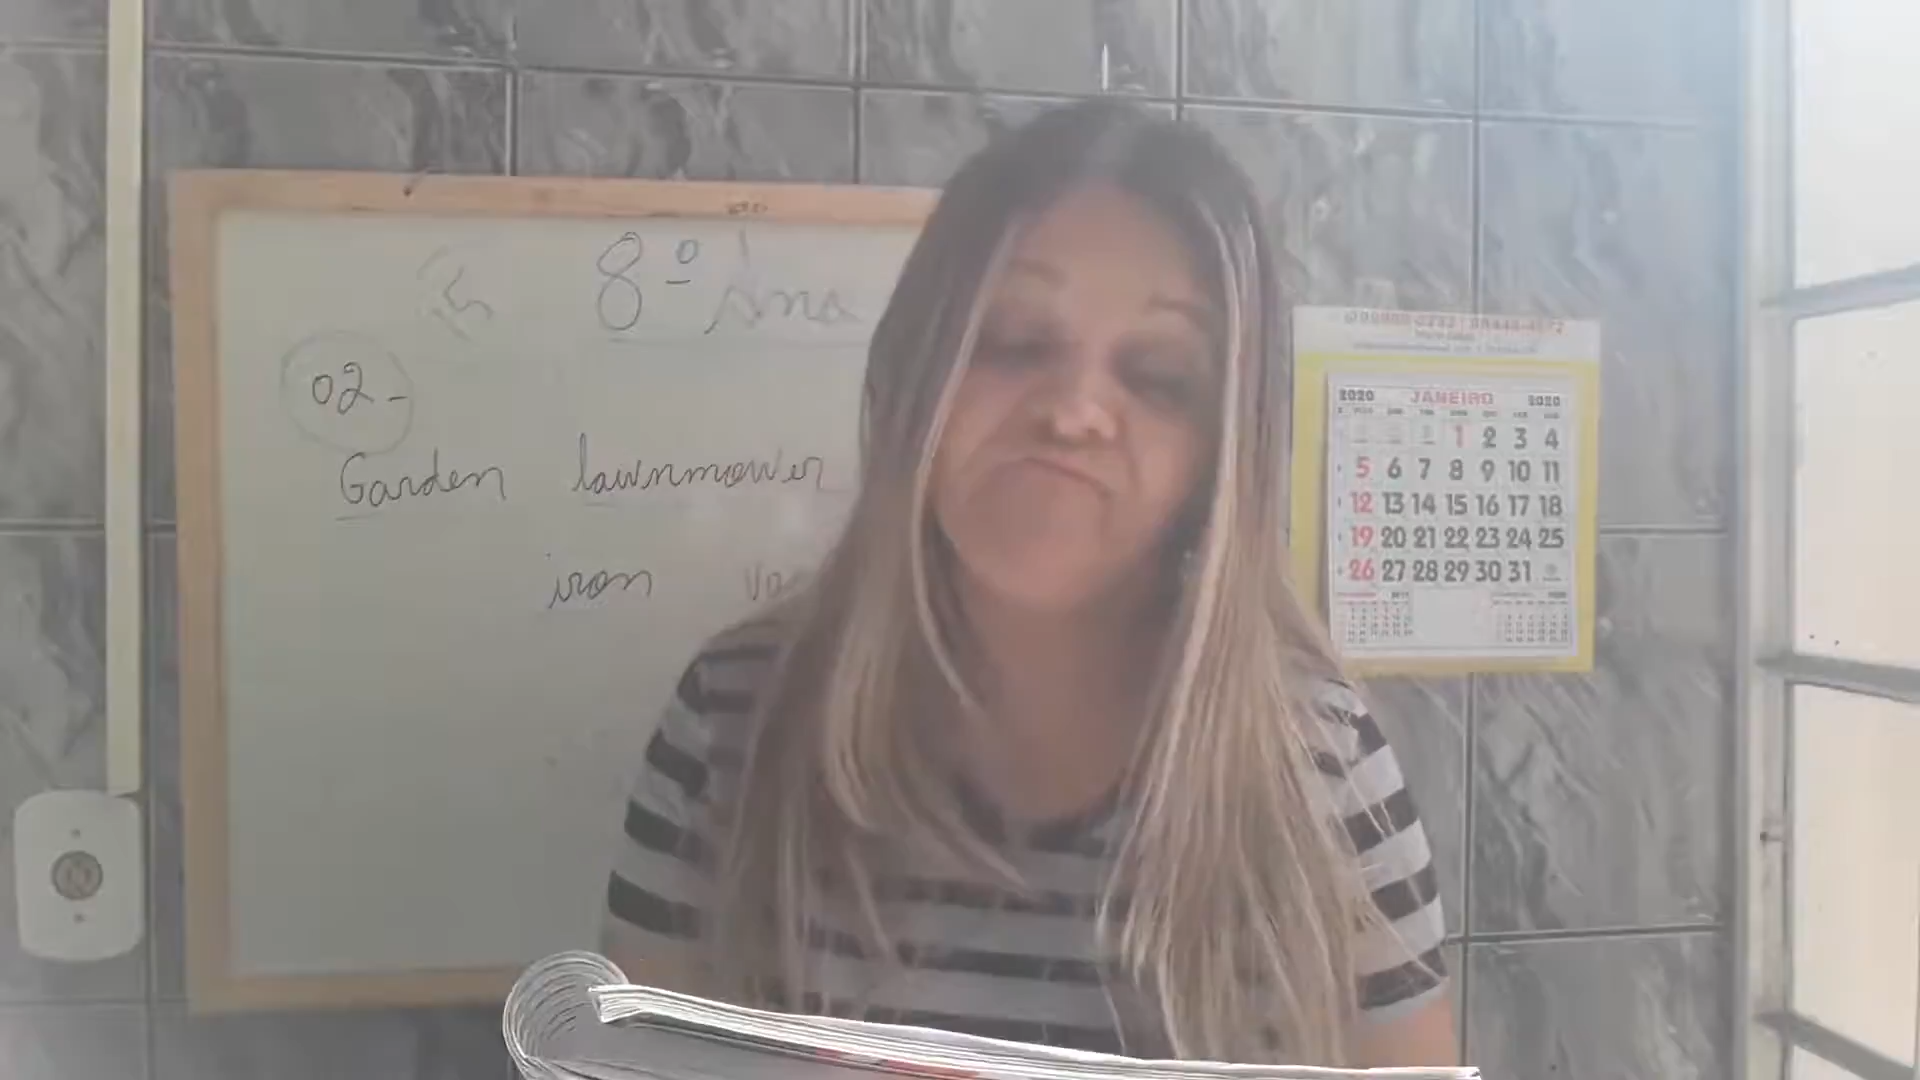 8º Ano
02-
Garden lawnmower
iron
2020 JANEIRO 2020
1 2 3 4
5 6 7 8 9 10 11
12 13 14 15 16 17 18
19 20 21 22 23 24 25
26 27 28 29 30 31